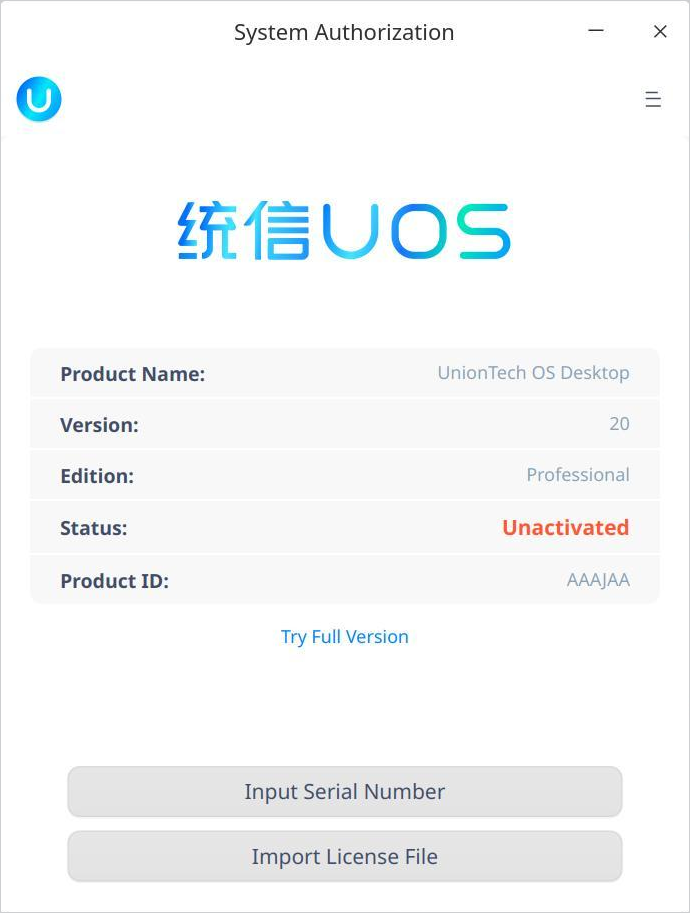 System Authorization
统信UOS
Product Name: UnionTech OS Desktop
Version: 20
Edition: Professional
Status: Unactivated
Product ID: AAAJAA
Try Full Version
Input Serial Number
Import License File